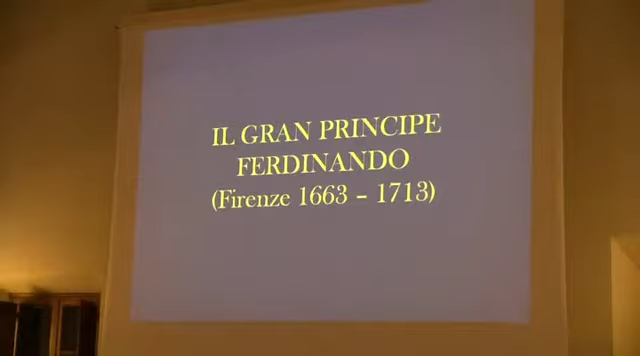 IL GRAN PRINCIPE
FERDINANDO
(Firenze 1663 – 1713)